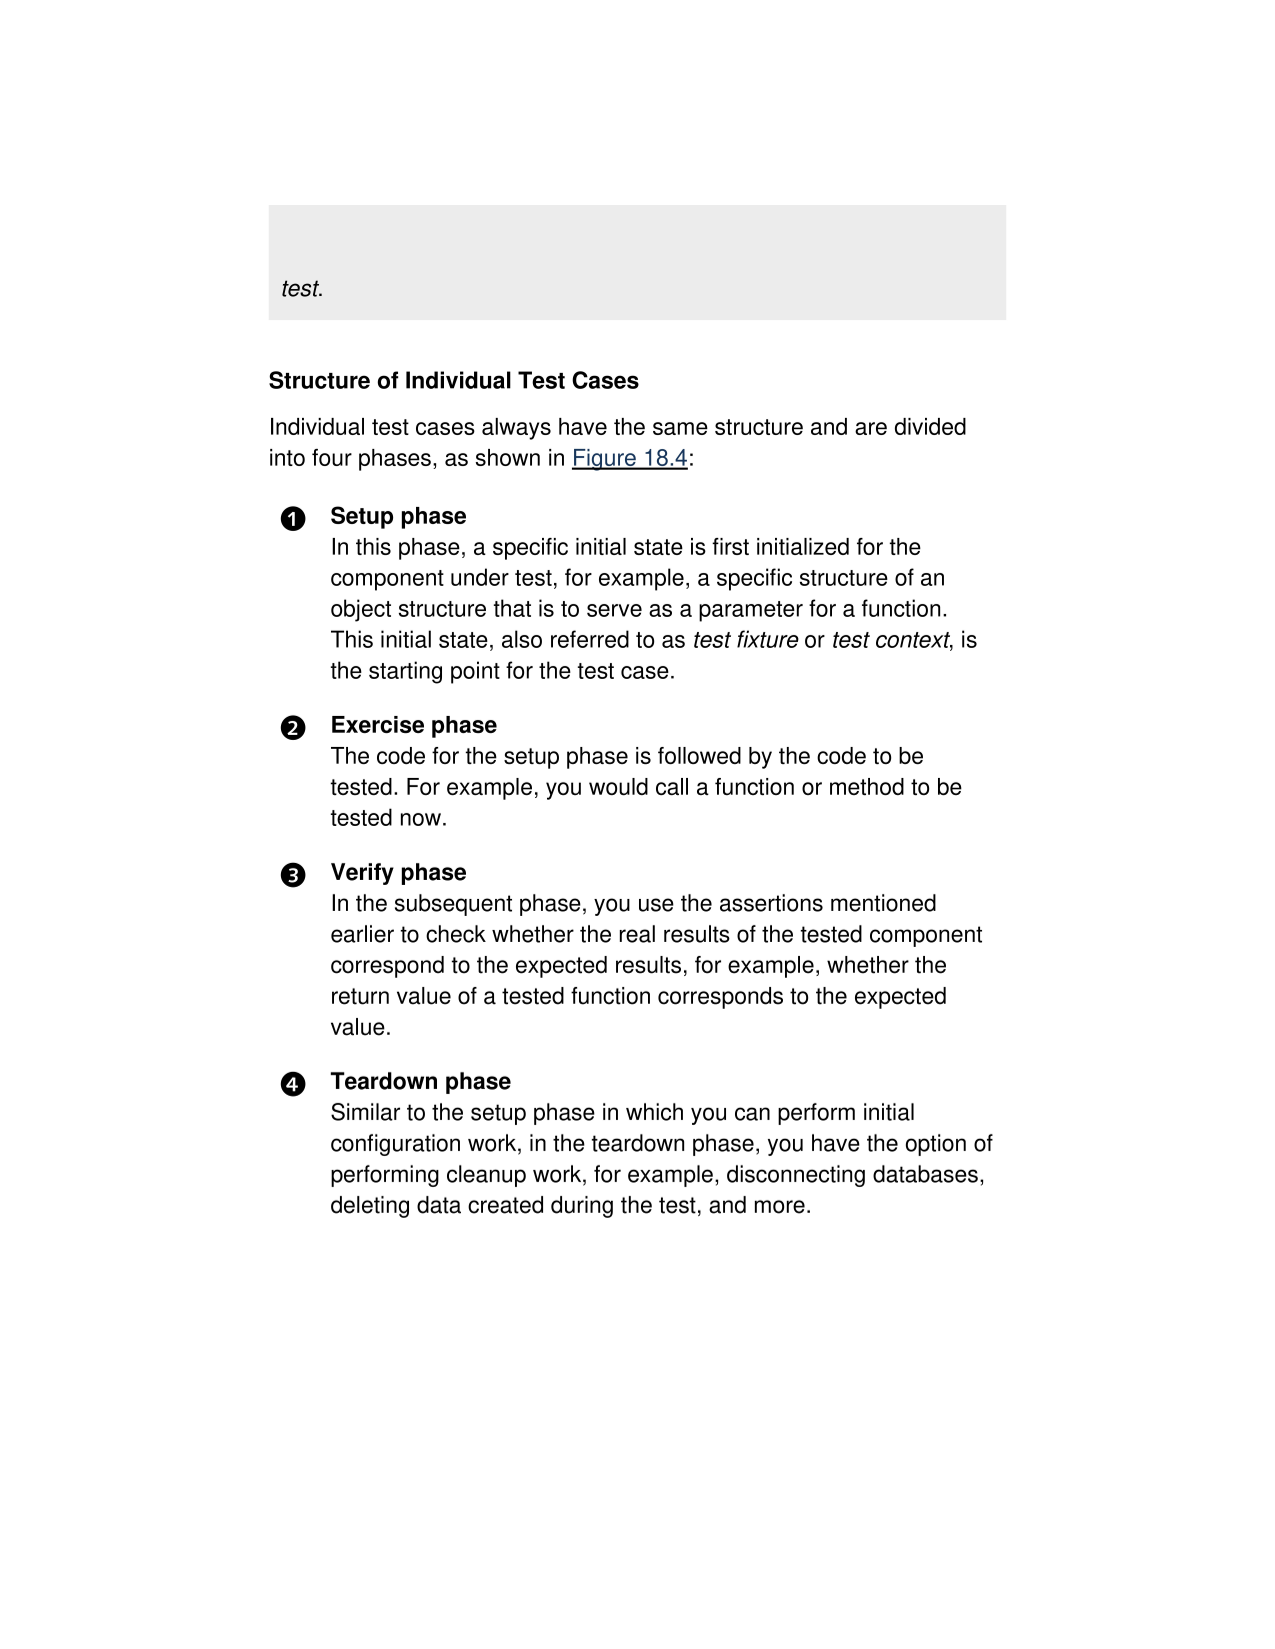 test.
Structure of Individual Test Cases
Individual test cases always have the same structure and are divided
into four phases, as shown in Figure 18.4:
❶ Setup phase
In this phase, a specific initial state is first initialized for the
component under test, for example, a specific structure of an
object structure that is to serve as a parameter for a function.
This initial state, also referred to as test fixture or test context, is
the starting point for the test case.
❷ Exercise phase
The code for the setup phase is followed by the code to be
tested. For example, you would call a function or method to be
tested now.
❸ Verify phase
In the subsequent phase, you use the assertions mentioned
earlier to check whether the real results of the tested component
correspond to the expected results, for example, whether the
return value of a tested function corresponds to the expected
value.
❹ Teardown phase
Similar to the setup phase in which you can perform initial
configuration work, in the teardown phase, you have the option of
performing cleanup work, for example, disconnecting databases,
deleting data created during the test, and more.